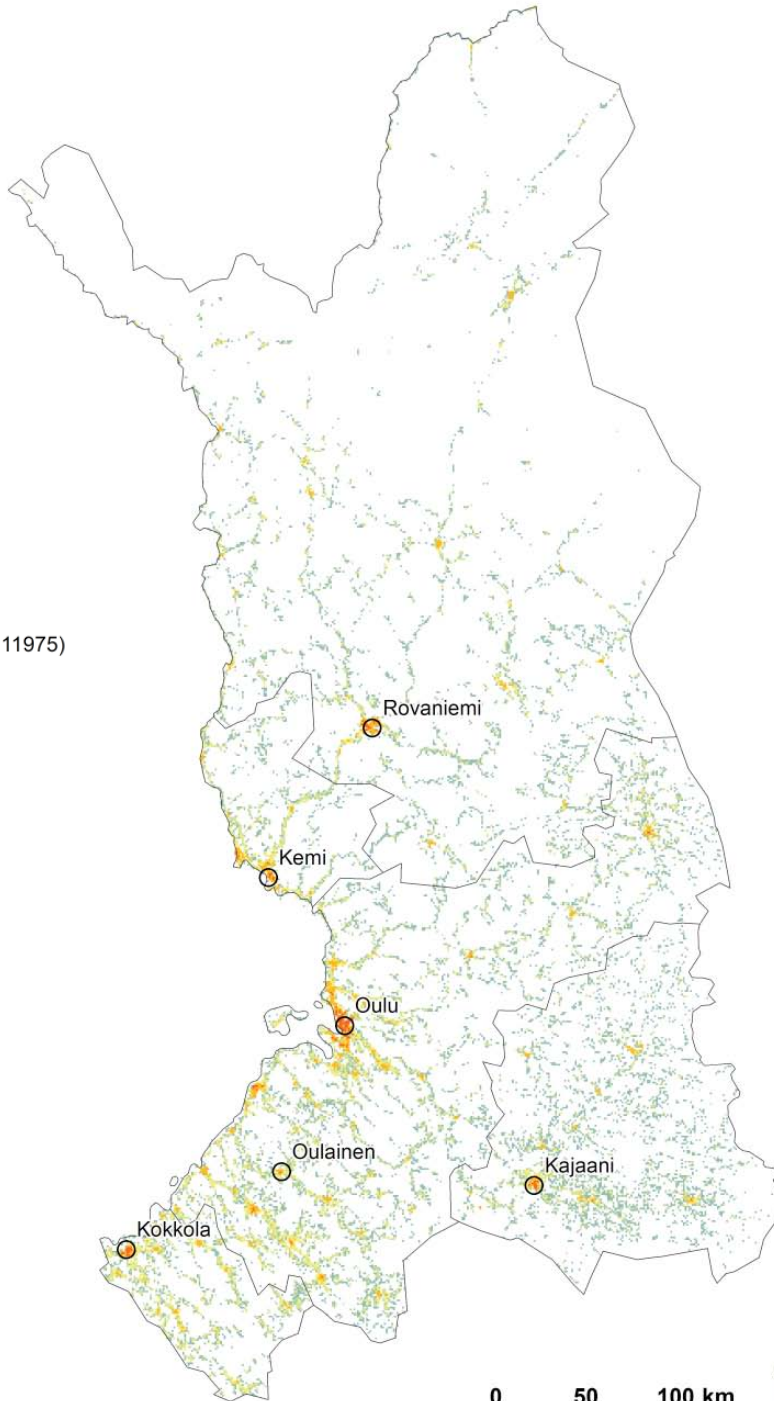 11975)
Rovaniemi
Kemi
Oulu
Oulainen
Kajaani
Kokkola
0 50 100 km